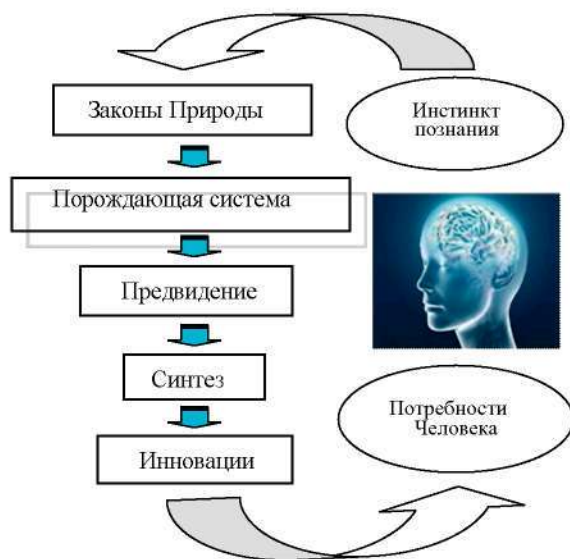 Законы Природы
Инстинкт
познания
Порождающая система
Предвидение
Синтез
Потребности
Человека
Инновации